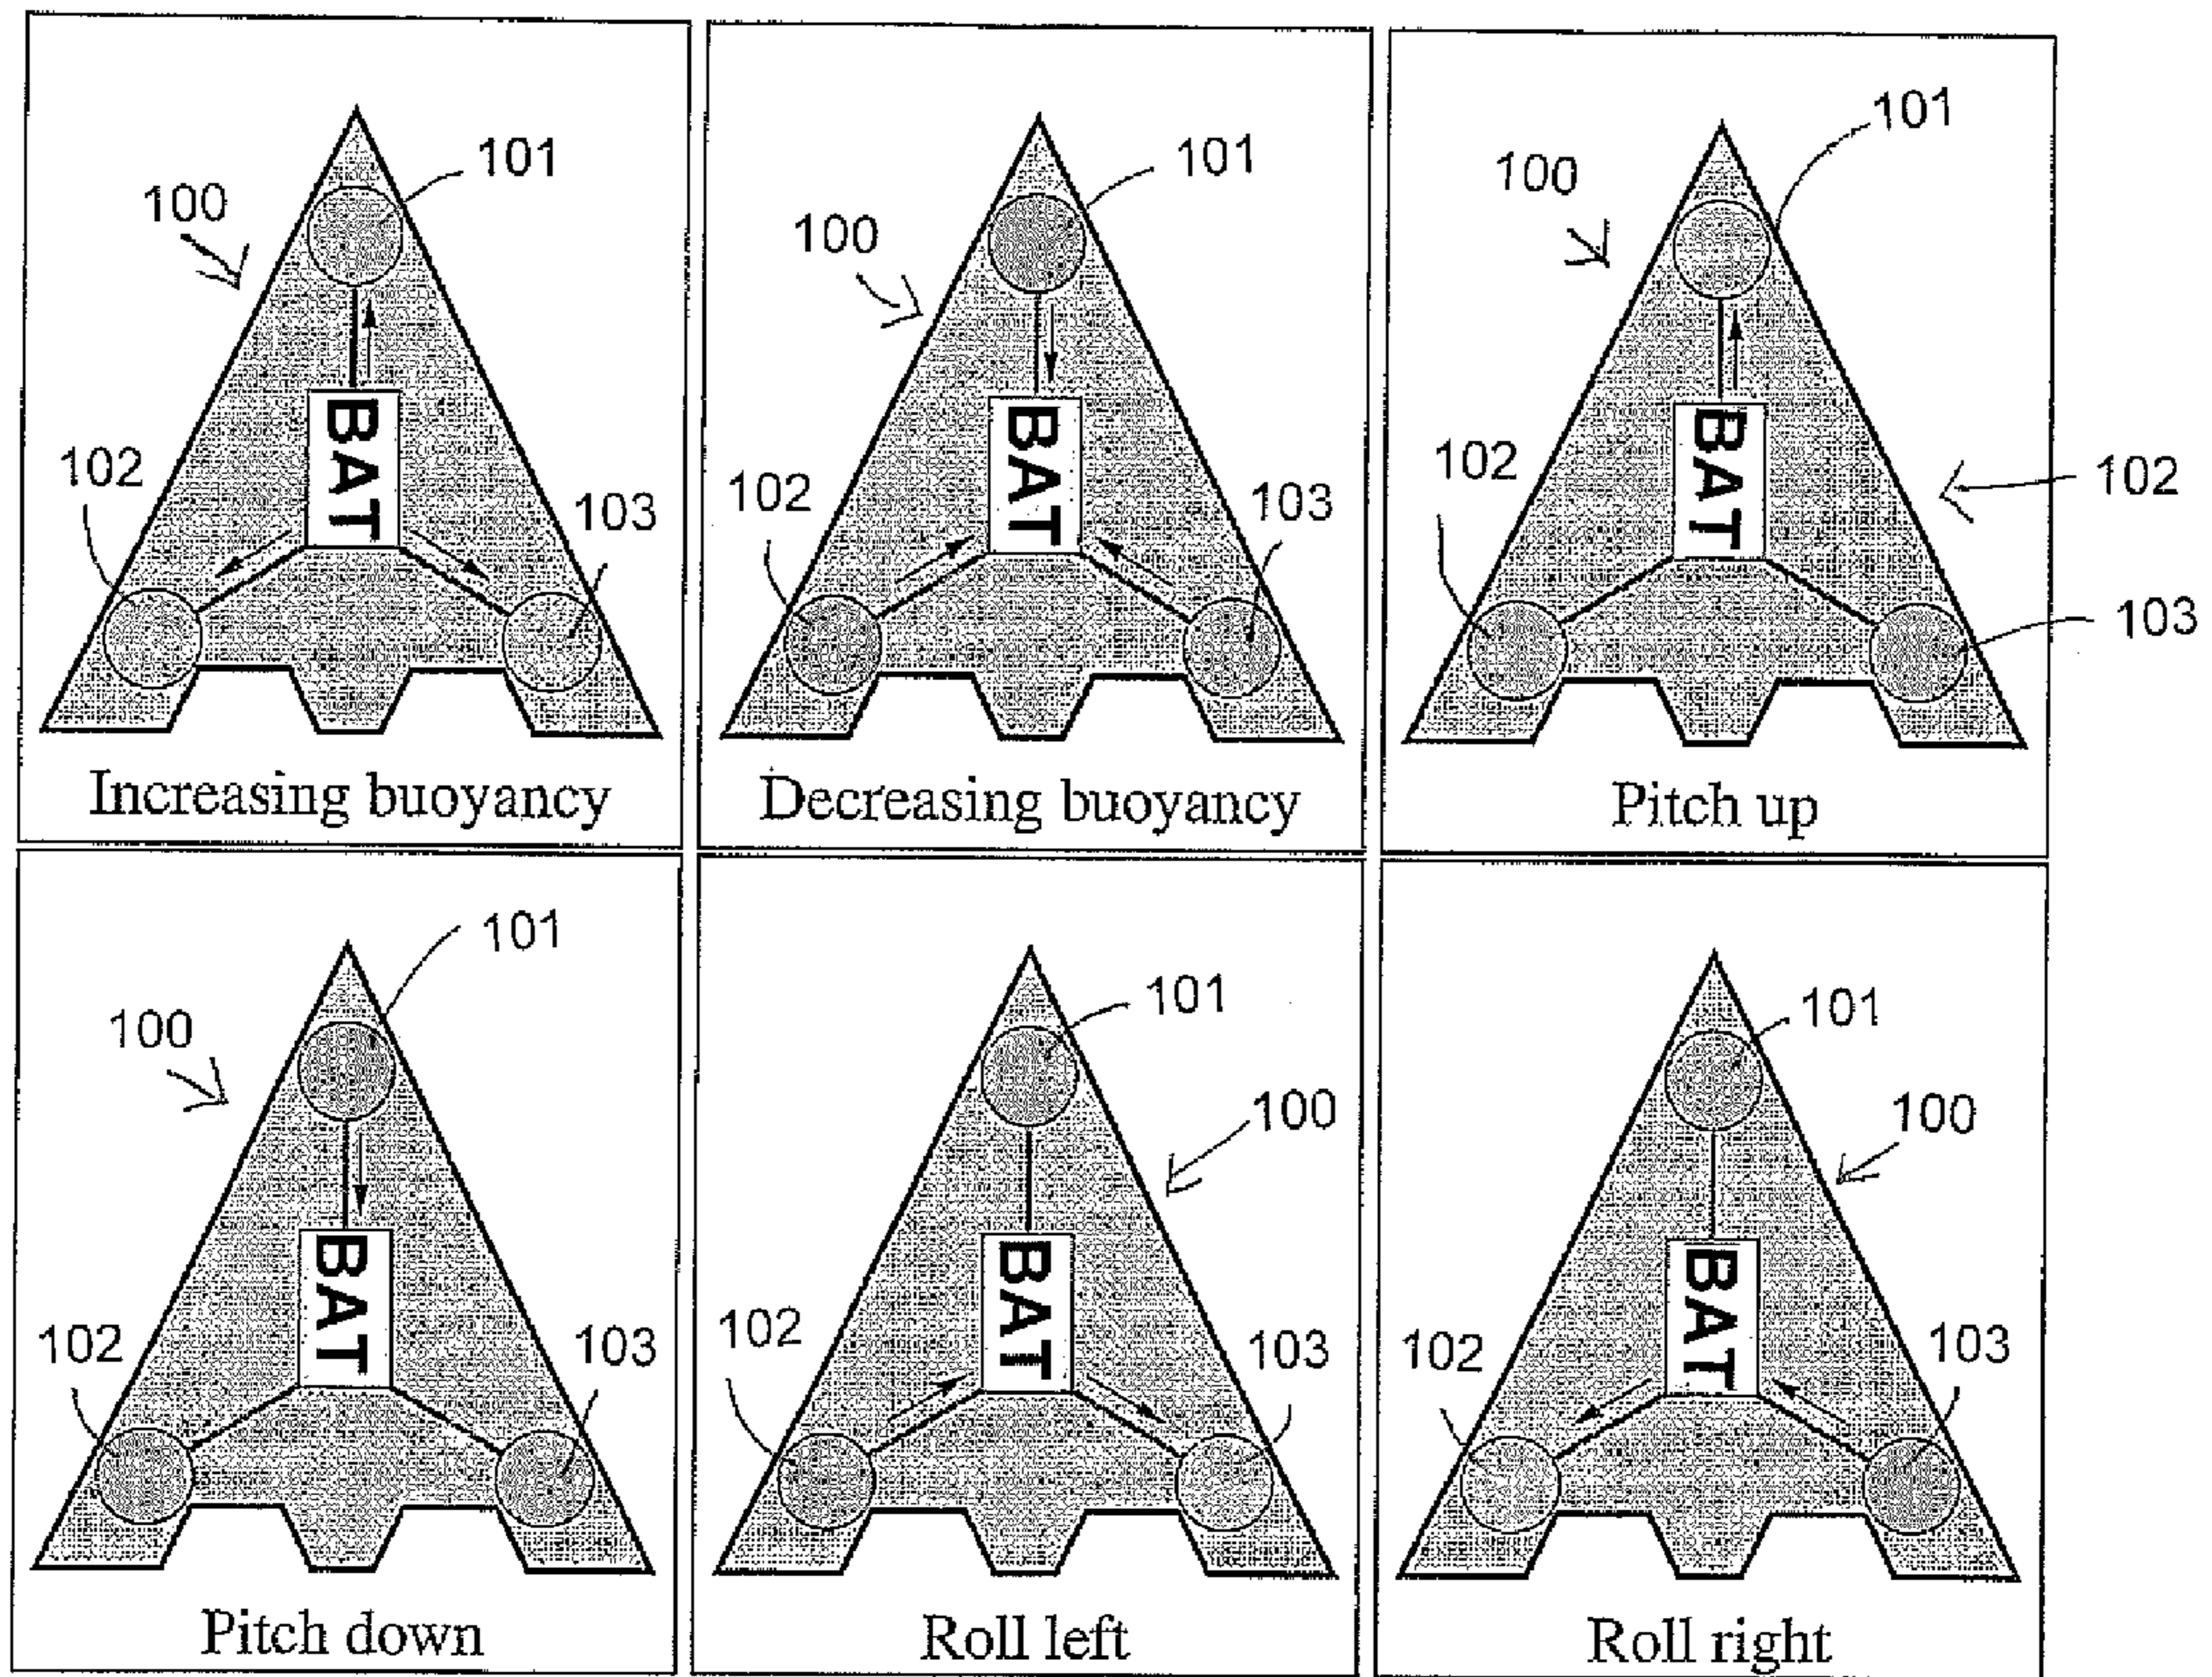 101
100
BAT
102
103
Increasing buoyancy
101
100
BAT
102
103
Decreasing buoyancy
101
100
BAT
102
102
103
Pitch up
101
100
BAT
102
103
Pitch down
101
100
BAT
102
103
Roll left
101
100
BAT
102
103
Roll right